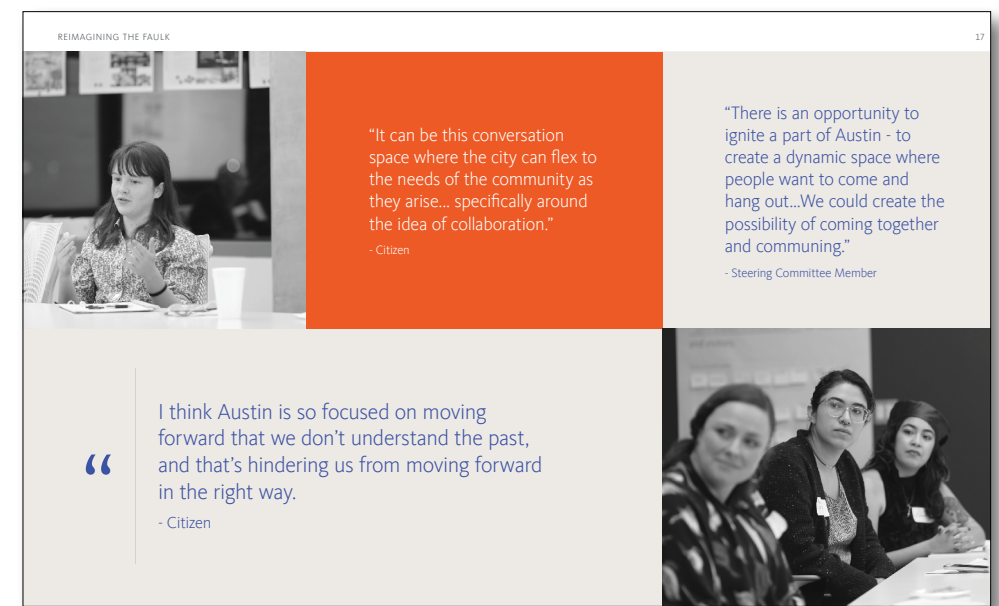 REIMAGINING THE FAULK
17
“It can be this conversation
space where the city can flex to
the needs of the community as
they arise... specifically around
the idea of collaboration.”
- Citizen
“There is an opportunity to
ignite a part of Austin - to
create a dynamic space where
people want to come and
hang out...We could create the
possibility of coming together
and communing.”
- Steering Committee Member
“
I think Austin is so focused on moving
forward that we don’t understand the past,
and that’s hindering us from moving forward
in the right way.
- Citizen